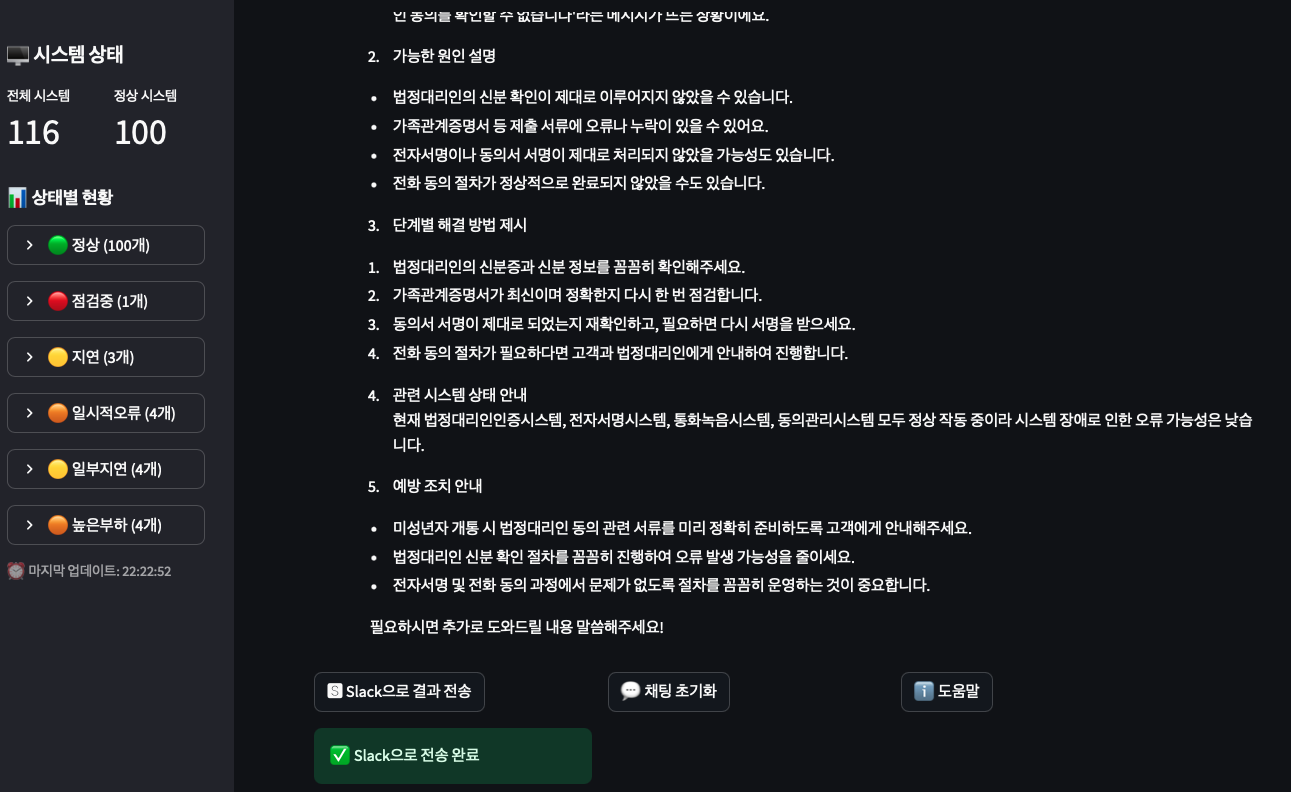 시스템 상태
전체 시스템
정상 시스템
116
100
상태별 현황
정상 (100개)
점검중 (1개)
지연 (3개)
일시적오류 (4개)
일부지연 (4개)
높은부하 (4개)
마지막 업데이트: 22:22:52
인 동의를 확인할 수 없습니다'라는 메시지가 뜨는 상황이에요.
2. 가능한 원인 설명
• 법정대리인의 신분 확인이 제대로 이루어지지 않았을 수 있습니다.
• 가족관계증명서 등 제출 서류에 오류나 누락이 있을 수 있어요.
• 전자서명이나 동의서 서명이 제대로 처리되지 않았을 가능성도 있습니다.
• 전화 동의 절차가 정상적으로 완료되지 않았을 수도 있습니다.
3. 단계별 해결 방법 제시
1. 법정대리인의 신분증과 신분 정보를 꼼꼼히 확인해주세요.
2. 가족관계증명서가 최신이며 정확한지 다시 한 번 점검합니다.
3. 동의서 서명이 제대로 되었는지 재확인하고, 필요하면 다시 서명을 받으세요.
4. 전화 동의 절차가 필요하다면 고객과 법정대리인에게 안내하여 진행합니다.
4. 관련 시스템 상태 안내
현재 법정대리인인증시스템, 전자서명시스템, 통화녹음시스템, 동의관리시스템 모두 정상 작동 중이라 시스템 장애로 인한 오류 가능성은 낮습
니다.
5. 예방 조치 안내
• 미성년자 개통 시 법정대리인 동의 관련 서류를 미리 정확히 준비하도록 고객에게 안내해주세요.
• 법정대리인 신분 확인 절차를 꼼꼼히 진행하여 오류 발생 가능성을 줄이세요.
• 전자서명 및 전화 동의 과정에서 문제가 없도록 절차를 꼼꼼히 운영하는 것이 중요합니다.
필요하시면 추가로 도와드릴 내용 말씀해주세요!
S Slack으로 결과 전송
채팅 초기화
i 도움말
Slack으로 전송 완료